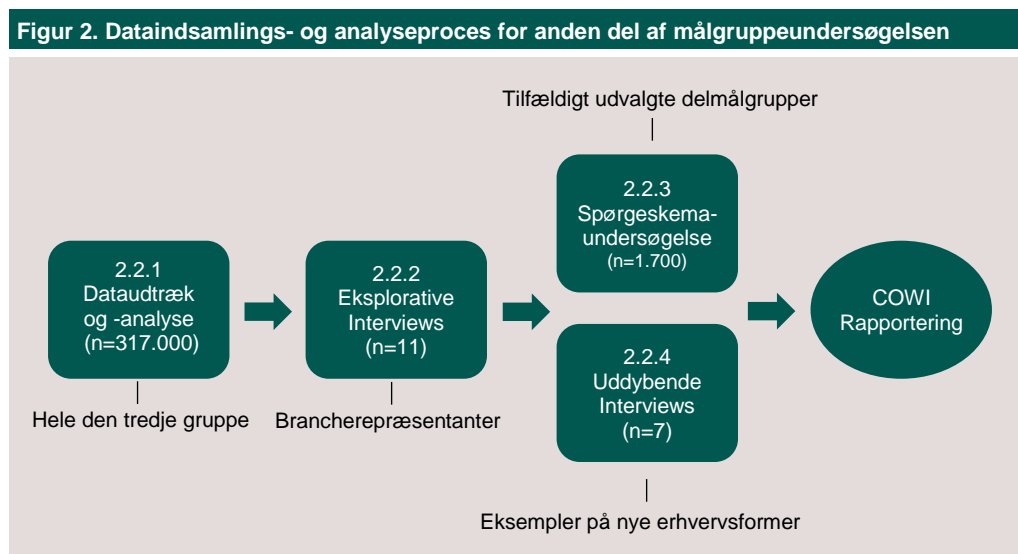 Figur 2. Dataindsamlings- og analyseproces for anden del af målgruppeundersøgelsen
Tilfældigt udvalgte delmålgrupper
2.2.1
Dataudtræk
og -analyse
(n=317.000)
Hele den tredje gruppe
2.2.2
Eksplorative
Interviews
(n=11)
Brancherepræsentanter
2.2.3
Spørgeskema-
undersøgelse
(n=1.700)
2.2.4
Uddybende
Interviews
(n=7)
Eksempler på nye erhvervsformer
COWI
Rapportering